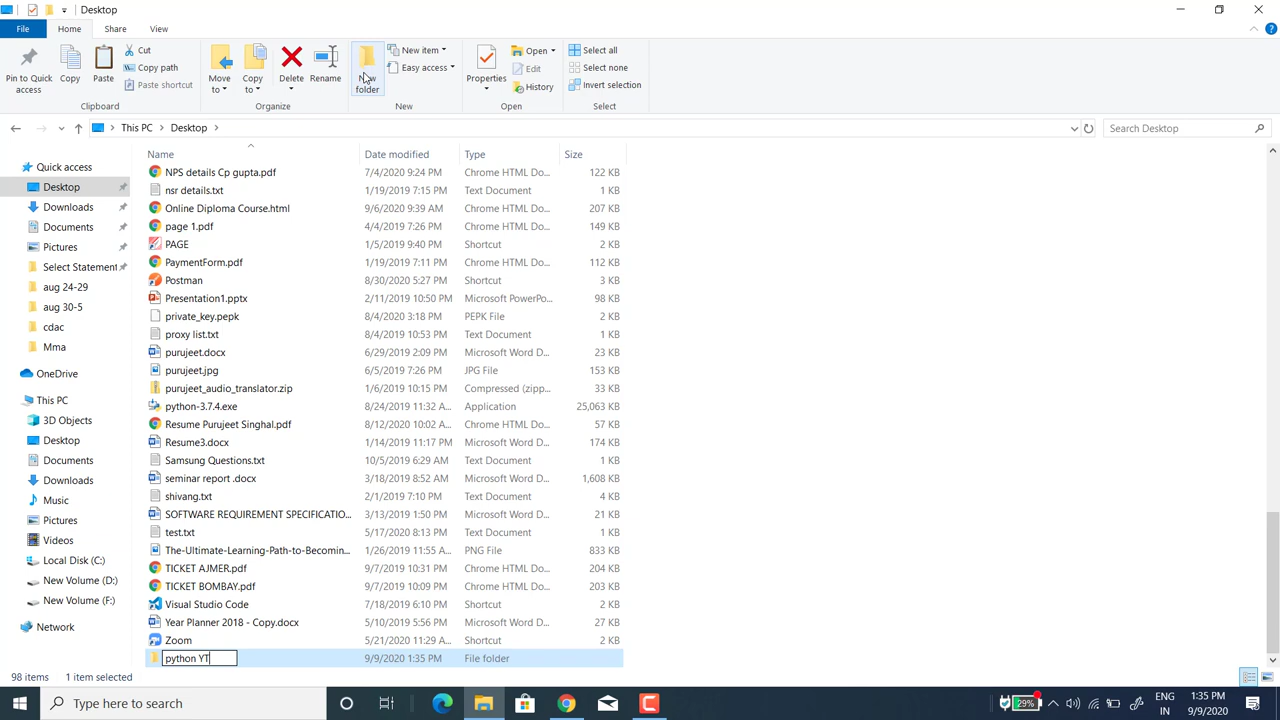 Desktop
File Home Share View
Pin to Quick access
Copy
Paste
Cut
Copy path
Paste shortcut
Clipboard
Move to
Copy to
Delete
Rename
Organize
New folder
New item
Easy access
New
Properties
Open
Edit
History
Open
Select all
Select none
Invert selection
Select
This PC Desktop
Search Desktop
Quick access
Desktop
Downloads
Documents
Pictures
Select Statement
aug 24-29
aug 30-5
cdac
Mma
OneDrive
This PC
3D Objects
Desktop
Documents
Downloads
Music
Pictures
Videos
Local Disk (C:)
New Volume (D:)
New Volume (F:)
Network
Name Date modified Type Size
NPS details Cp gupta.pdf 7/4/2020 9:24 PM Chrome HTML Do... 122 KB
nsr details.txt 1/19/2019 7:15 PM Text Document 1 KB
Online Diploma Course.html 9/6/2020 9:39 AM Chrome HTML Do... 207 KB
page 1.pdf 4/4/2019 7:26 PM Chrome HTML Do... 149 KB
PAGE 1/5/2019 9:40 PM Shortcut 2 KB
PaymentForm.pdf 1/19/2019 7:11 PM Chrome HTML Do... 112 KB
Postman 8/30/2020 5:27 PM Shortcut 3 KB
Presentation1.pptx 2/11/2019 10:50 PM Microsoft PowerPo... 98 KB
private_key.pepk 8/4/2020 3:18 PM PEPK File 2 KB
proxy list.txt 8/4/2019 10:53 PM Text Document 1 KB
purujeet.docx 6/29/2019 2:09 PM Microsoft Word D... 23 KB
purujeet.jpg 6/5/2019 7:26 PM JPG File 153 KB
purujeet_audio_translator.zip 1/6/2019 10:15 PM Compressed (zipp... 33 KB
python-3.7.4.exe 8/24/2019 11:32 A... Application 25,063 KB
Resume Purujeet Singhal.pdf 8/12/2020 10:02 A... Chrome HTML Do... 57 KB
Resume3.docx 1/14/2019 11:17 PM Microsoft Word D... 174 KB
Samsung Questions.txt 10/5/2019 6:29 AM Text Document 1 KB
seminar report .docx 3/18/2019 8:52 AM Microsoft Word D... 1,608 KB
shivang.txt 2/1/2019 7:10 PM Text Document 4 KB
SOFTWARE REQUIREMENT SPECIFICATIO... 3/13/2019 1:50 PM Microsoft Word D... 21 KB
test.txt 5/17/2020 8:13 PM Text Document 1 KB
The-Ultimate-Learning-Path-to-Becomin... 1/26/2019 11:55 A... PNG File 833 KB
TICKET AJMER.pdf 9/7/2019 10:31 PM Chrome HTML Do... 204 KB
TICKET BOMBAY.pdf 9/7/2019 10:09 PM Chrome HTML Do... 203 KB
Visual Studio Code 7/18/2019 6:10 PM Shortcut 2 KB
Year Planner 2018 - Copy.docx 5/10/2019 5:56 PM Microsoft Word D... 27 KB
Zoom 5/21/2020 11:29 A... Shortcut 2 KB
python YT 9/9/2020 1:35 PM File folder
98 items 1 item selected
Type here to search
29%
ENG
IN
1:35 PM
9/9/2020